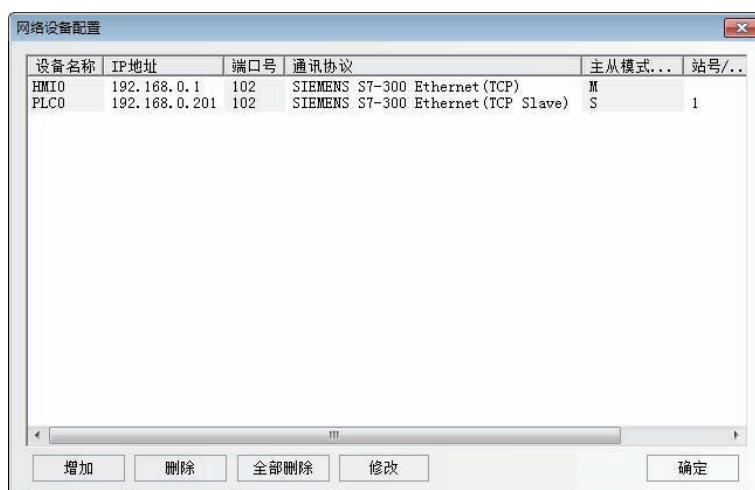 网络设备配置
设备名称 IP地址 端口号 通讯协议 主从模式... 站号/...
HMI0 192.168.0.1 102 SIEMENS S7-300 Ethernet(TCP) M
PLC0 192.168.0.201 102 SIEMENS S7-300 Ethernet(TCP Slave) S 1
增加 删除 全部删除 修改 确定